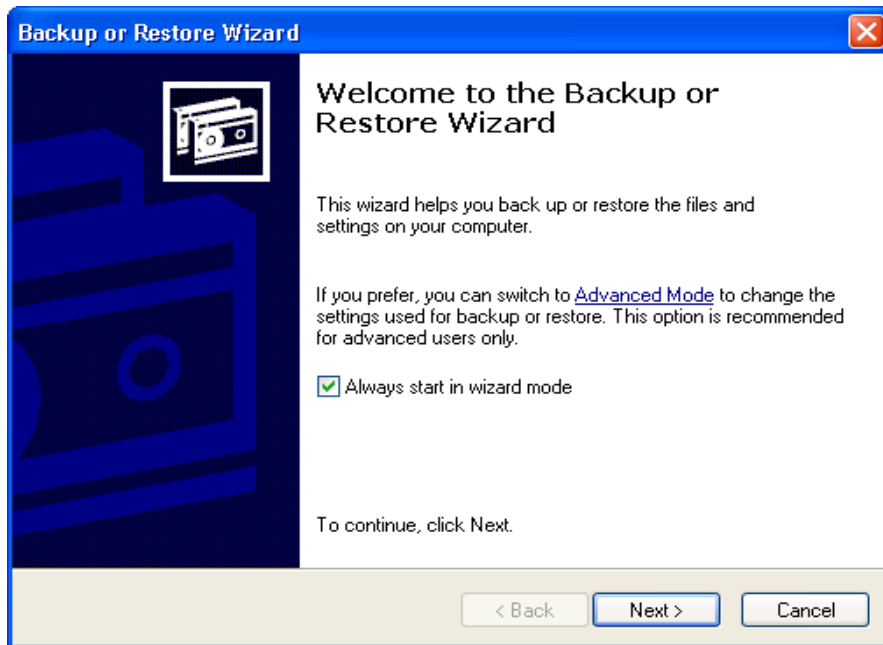 Backup or Restore Wizard
Welcome to the Backup or
Restore Wizard
This wizard helps you back up or restore the files and
settings on your computer.
If you prefer, you can switch to Advanced Mode to change the
settings used for backup or restore. This option is recommended
for advanced users only.
Always start in wizard mode
To continue, click Next.
< Back Next > Cancel